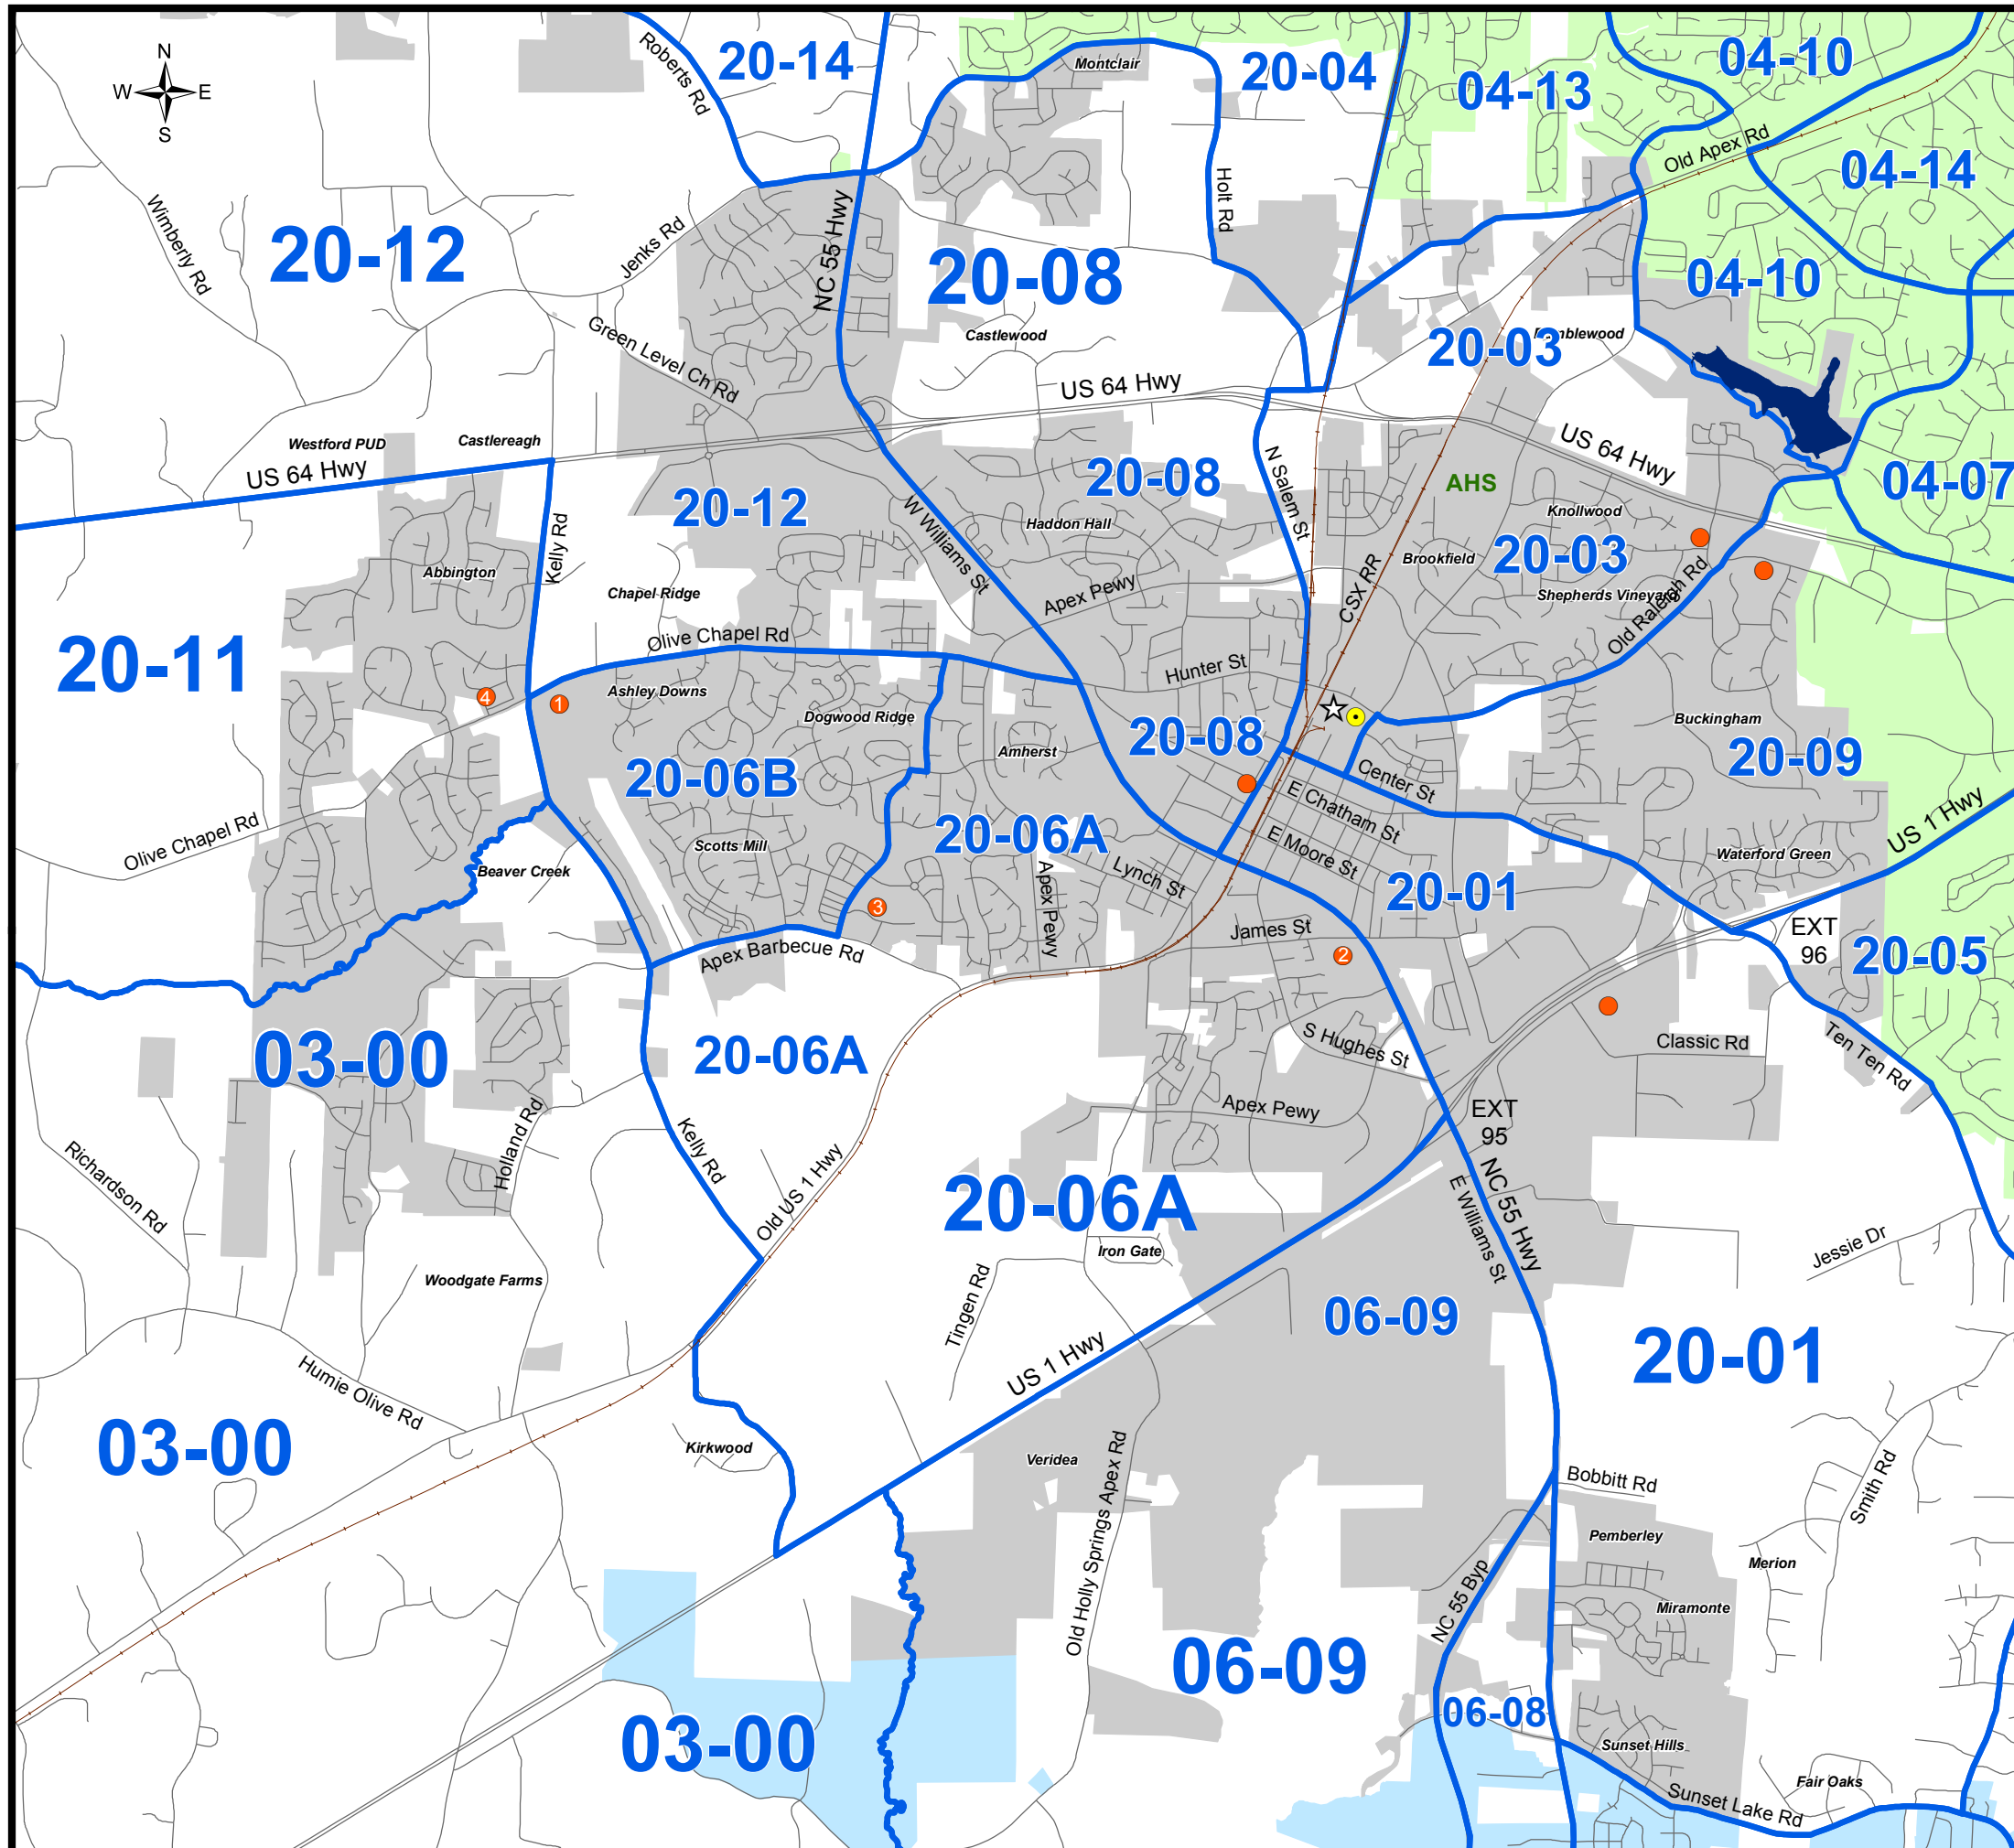 N
W E
S
Roberts Rd
20-14
Montclair
20-04
04-13
04-10
Old Apex Rd
04-14
Wimberly Rd
20-12
Jenks Rd
NC 55 Hwy
20-08
Holt Rd
04-10
Green Level Ch Rd
Castlewood
20-03
US 64 Hwy
Westford PUD
Castlereagh
US 64 Hwy
20-12
20-08
N Salem St
AHS
US 64 Hwy
04-07
Kelly Rd
W Williams St
Haddon Hall
Knollwood
Abbington
Brookfield
20-03
Chapel Ridge
Apex Pewy
CSX RR
Shepherds Vineyard
Old Raleigh Rd
20-11
Olive Chapel Rd
Hunter St
4
1
Ashley Downs
Dogwood Ridge
Buckingham
20-06B
Amherst
20-08
Center St
20-09
E Chatham St
Olive Chapel Rd
Scotts Mill
20-06A
E Moore St
US 1 Hwy
Beaver Creek
Apex Pewy
Lynch St
20-01
Waterford Green
3
Apex Barbecue Rd
James St
2
EXT
96
20-05
03-00
20-06A
S Hughes St
Classic Rd
Ten Ten Rd
Apex Pewy
EXT
95
Holland Rd
Kelly Rd
Richardson Rd
Old US 1 Hwy
20-06A
NC 55 Hwy
E Williams St
Iron Gate
Jessie Dr
Woodgate Farms
Tingen Rd
06-09
20-01
US 1 Hwy
Humie Olive Rd
03-00
Kirkwood
Veridea
Old Holly Springs Apex Rd
Bobbitt Rd
Smith Rd
Pemberley
Merion
NC 55 Byp
Miramonte
06-09
03-00
06-08
Sunset Hills
Fair Oaks
Sunset Lake Rd